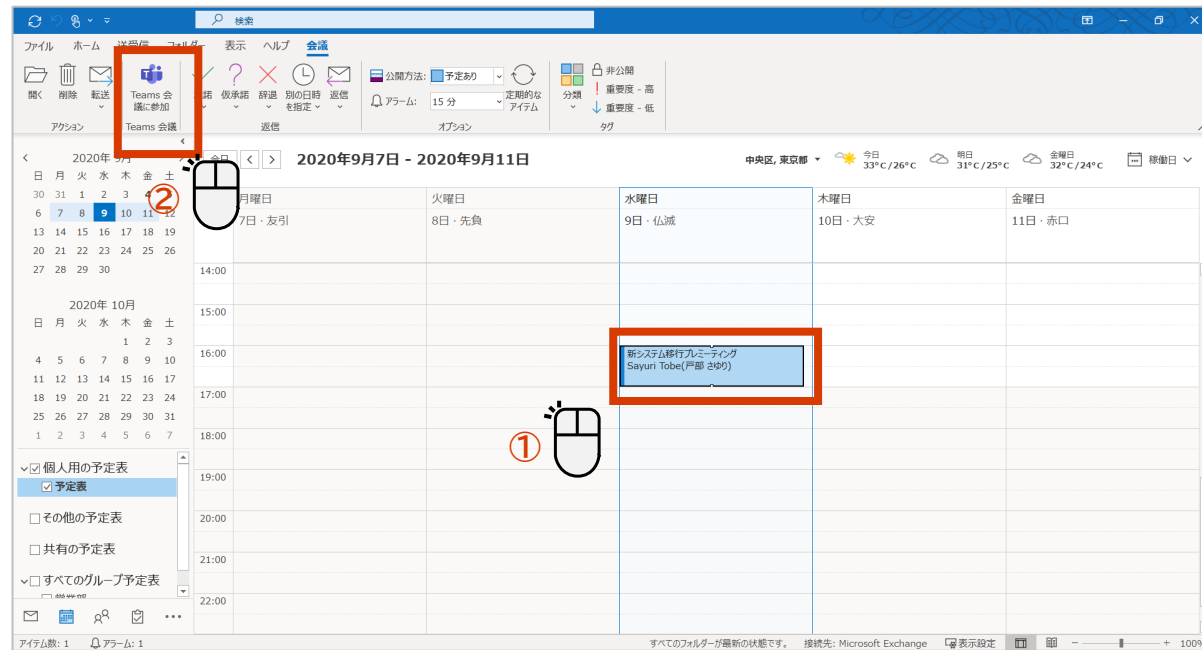 検索
ファイル ホーム 送受信 フォルダー 表示 ヘルプ 会議
開く 削除 転送 Teams 会議に参加 承諾 仮承諾 辞退 別の日時を指定 返信 公開方法: 予定あり 定期的なアイテム 分類 非公開
アラーム: 15 分 重要度 - 高
重要度 - 低
アクション Teams 会議 返信 オプション タグ
2020年 9月
日 月 火 水 木 金 土
30 31 1 2 3 4
6 7 8 9 10 11 12
13 14 15 16 17 18 19
20 21 22 23 24 25 26
27 28 29 30
②
2020年 10月
日 月 火 水 木 金 土
1 2 3
4 5 6 7 8 9 10
11 12 13 14 15 16 17
18 19 20 21 22 23 24
25 26 27 28 29 30 31
1 2 3 4 5 6 7
個人用の予定表
予定表
その他の予定表
共有の予定表
すべてのグループ予定表
今日 2020年9月7日 - 2020年9月11日 中央区, 東京都 今日 33°C/26°C 明日 31°C/25°C 金曜日 32°C/24°C 稼働日
月曜日 火曜日 水曜日 木曜日 金曜日
7日 · 友引 8日 · 先負 9日 · 仏滅 10日 · 大安 11日 · 赤口
14:00
15:00
16:00
新システム移行プレミーティング
Sayuri Tobe(戸部 さゆり)
17:00
①
18:00
19:00
20:00
21:00
22:00
アイテム数: 1 アラーム: 1 すべてのフォルダーが最新の状態です。 接続先: Microsoft Exchange 表示設定 100%